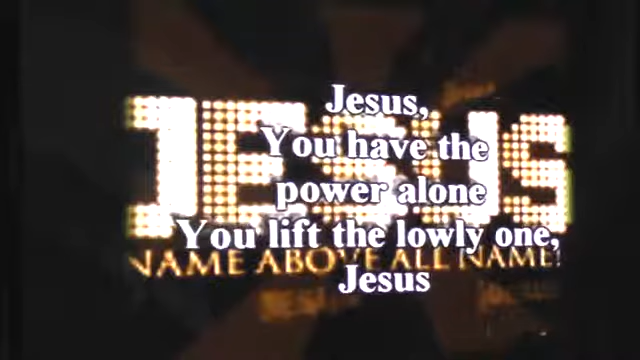 JESUS
NAME ABOVE ALL NAME!
Jesus,
You have the
power alone
You lift the lowly one,
Jesus